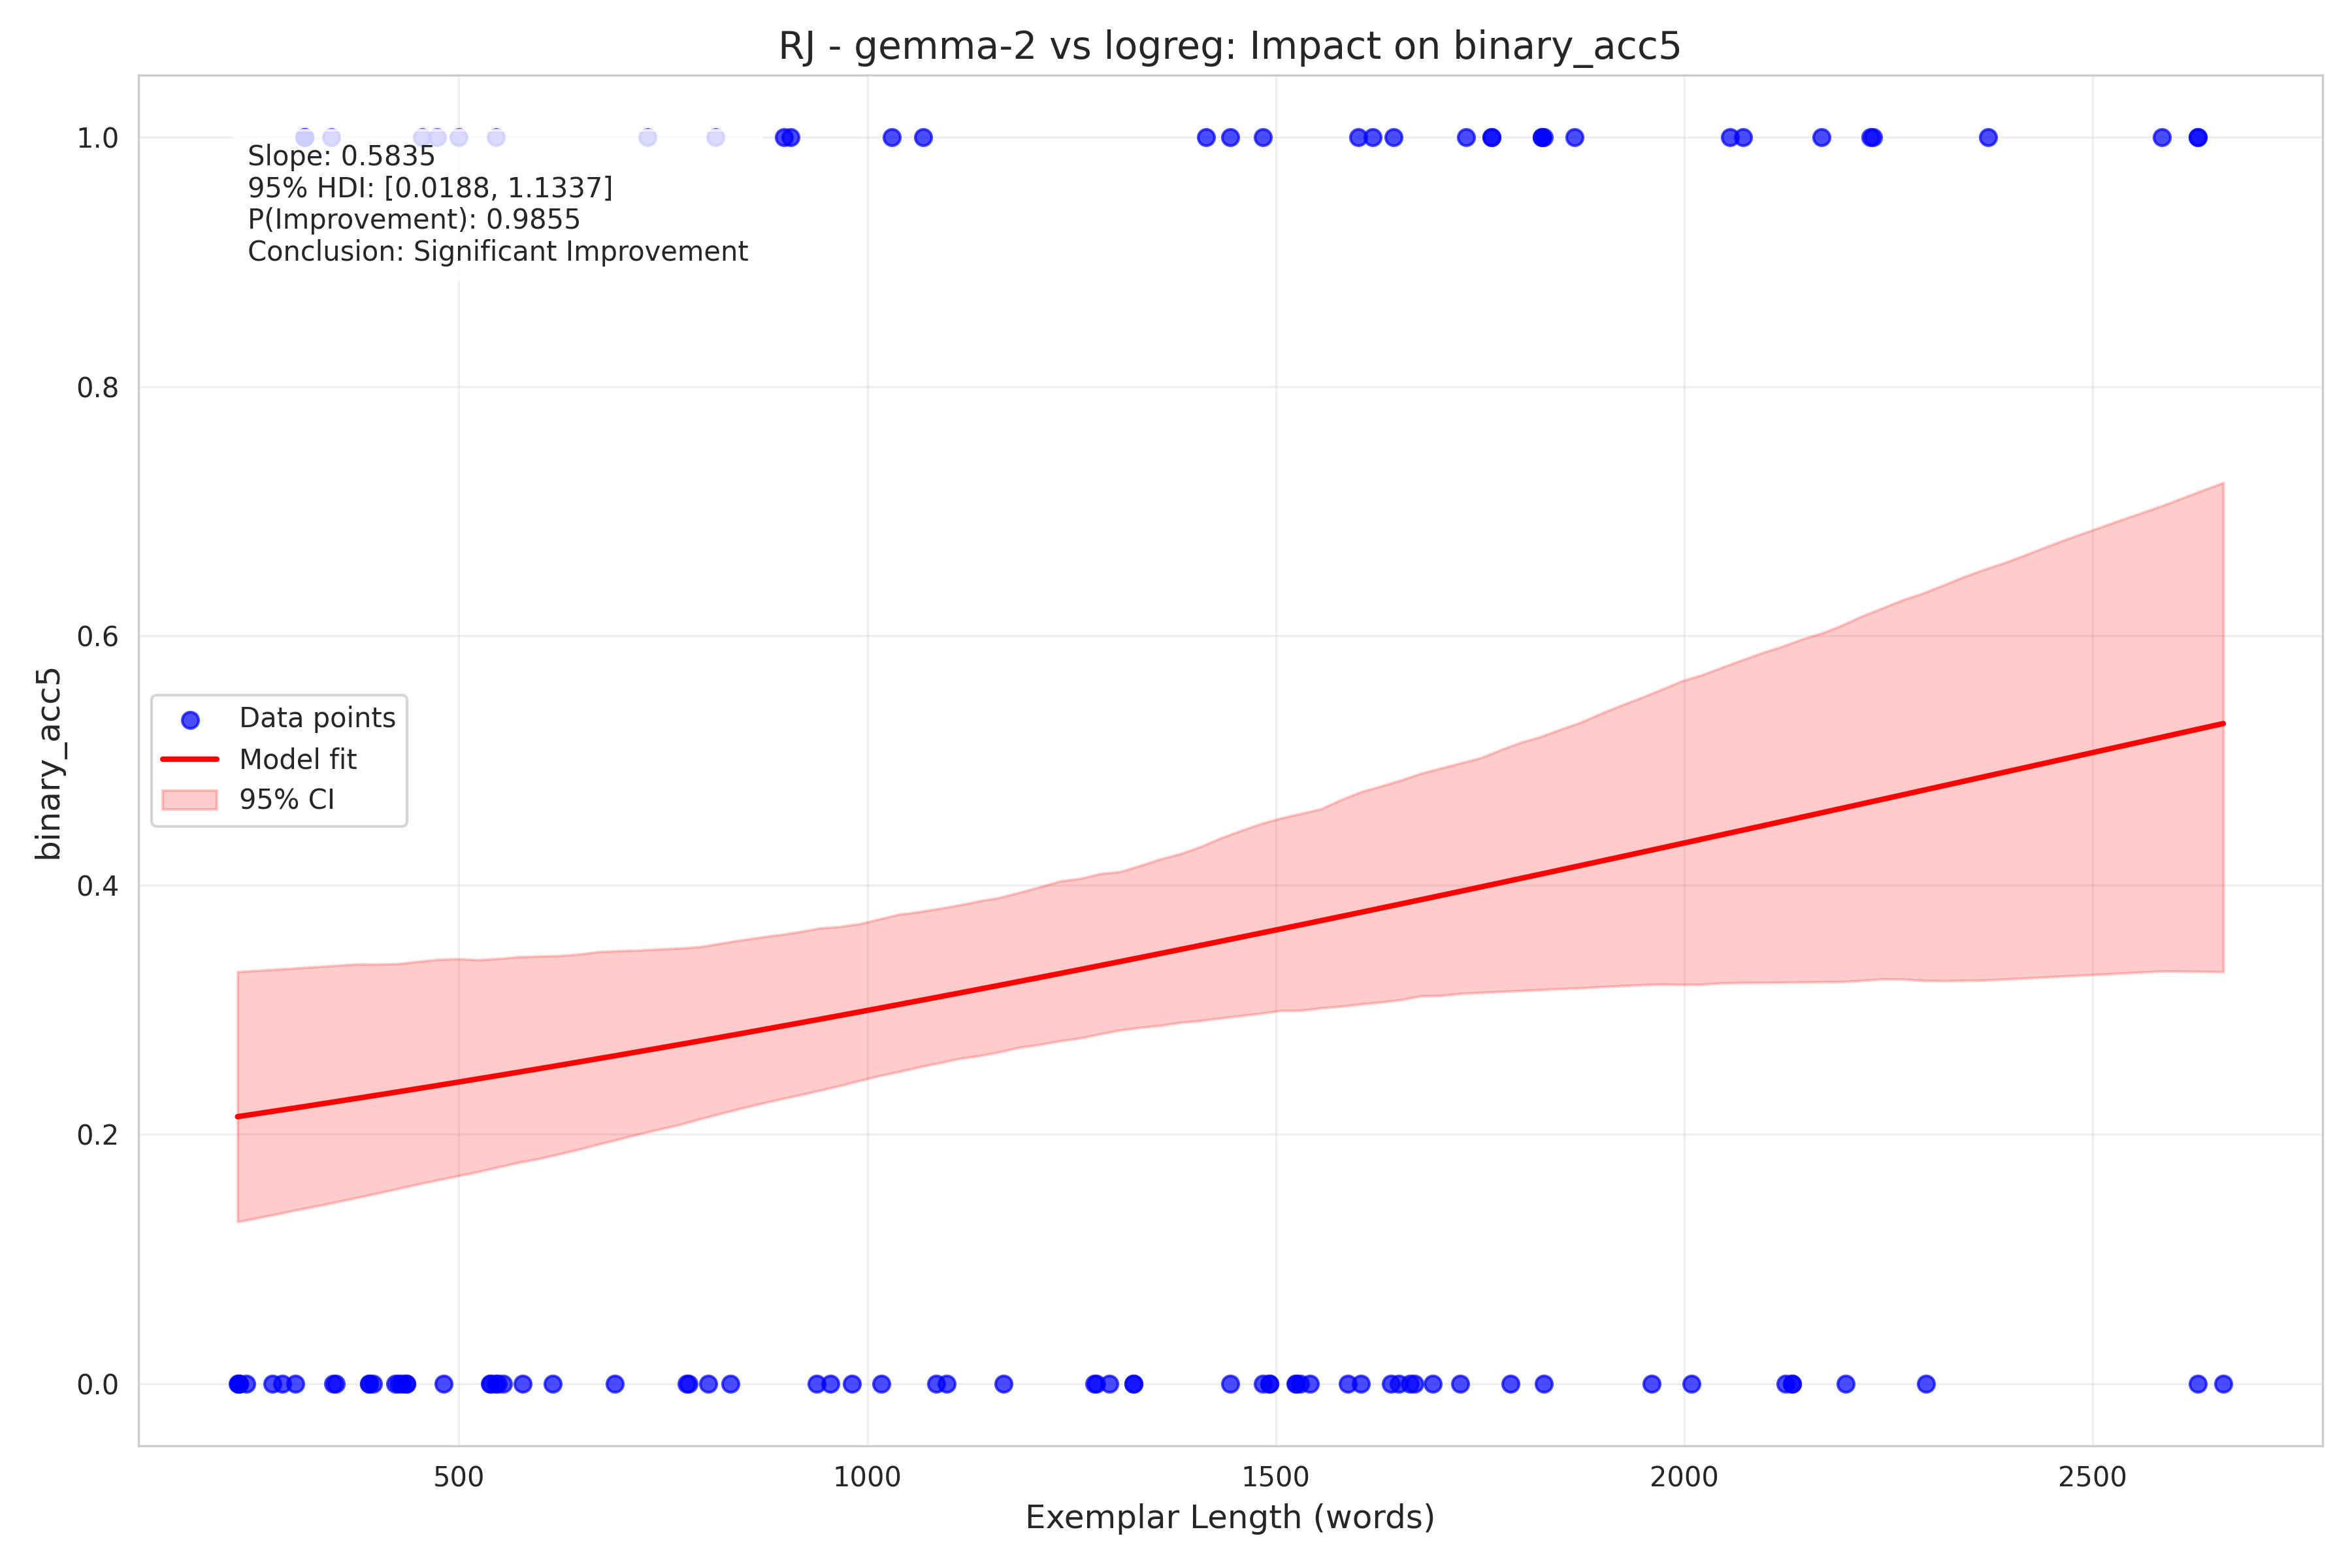 RJ - gemma-2 vs logreg: Impact on binary_acc5
1.0
Slope: 0.5835
95% HDI: [0.0188, 1.1337]
P(Improvement): 0.9855
Conclusion: Significant Improvement
0.8
0.6
Data points
Model fit
95% CI
binary_acc5
0.4
0.2
0.0
500 1000 1500 2000 2500
Exemplar Length (words)